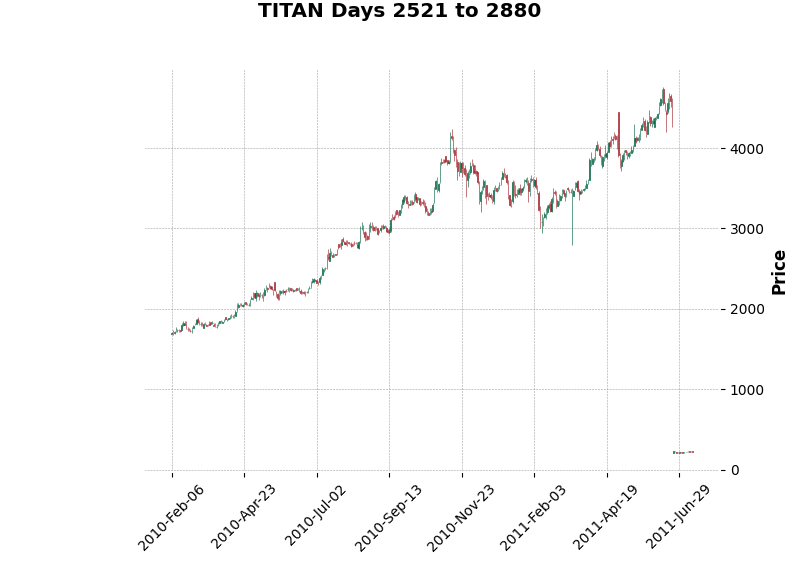 TITAN Days 2521 to 2880
4000
3000
2000
1000
0
Price
2010-Feb-06
2010-Apr-23
2010-Jul-02
2010-Sep-13
2010-Nov-23
2011-Feb-03
2011-Apr-19
2011-Jun-29